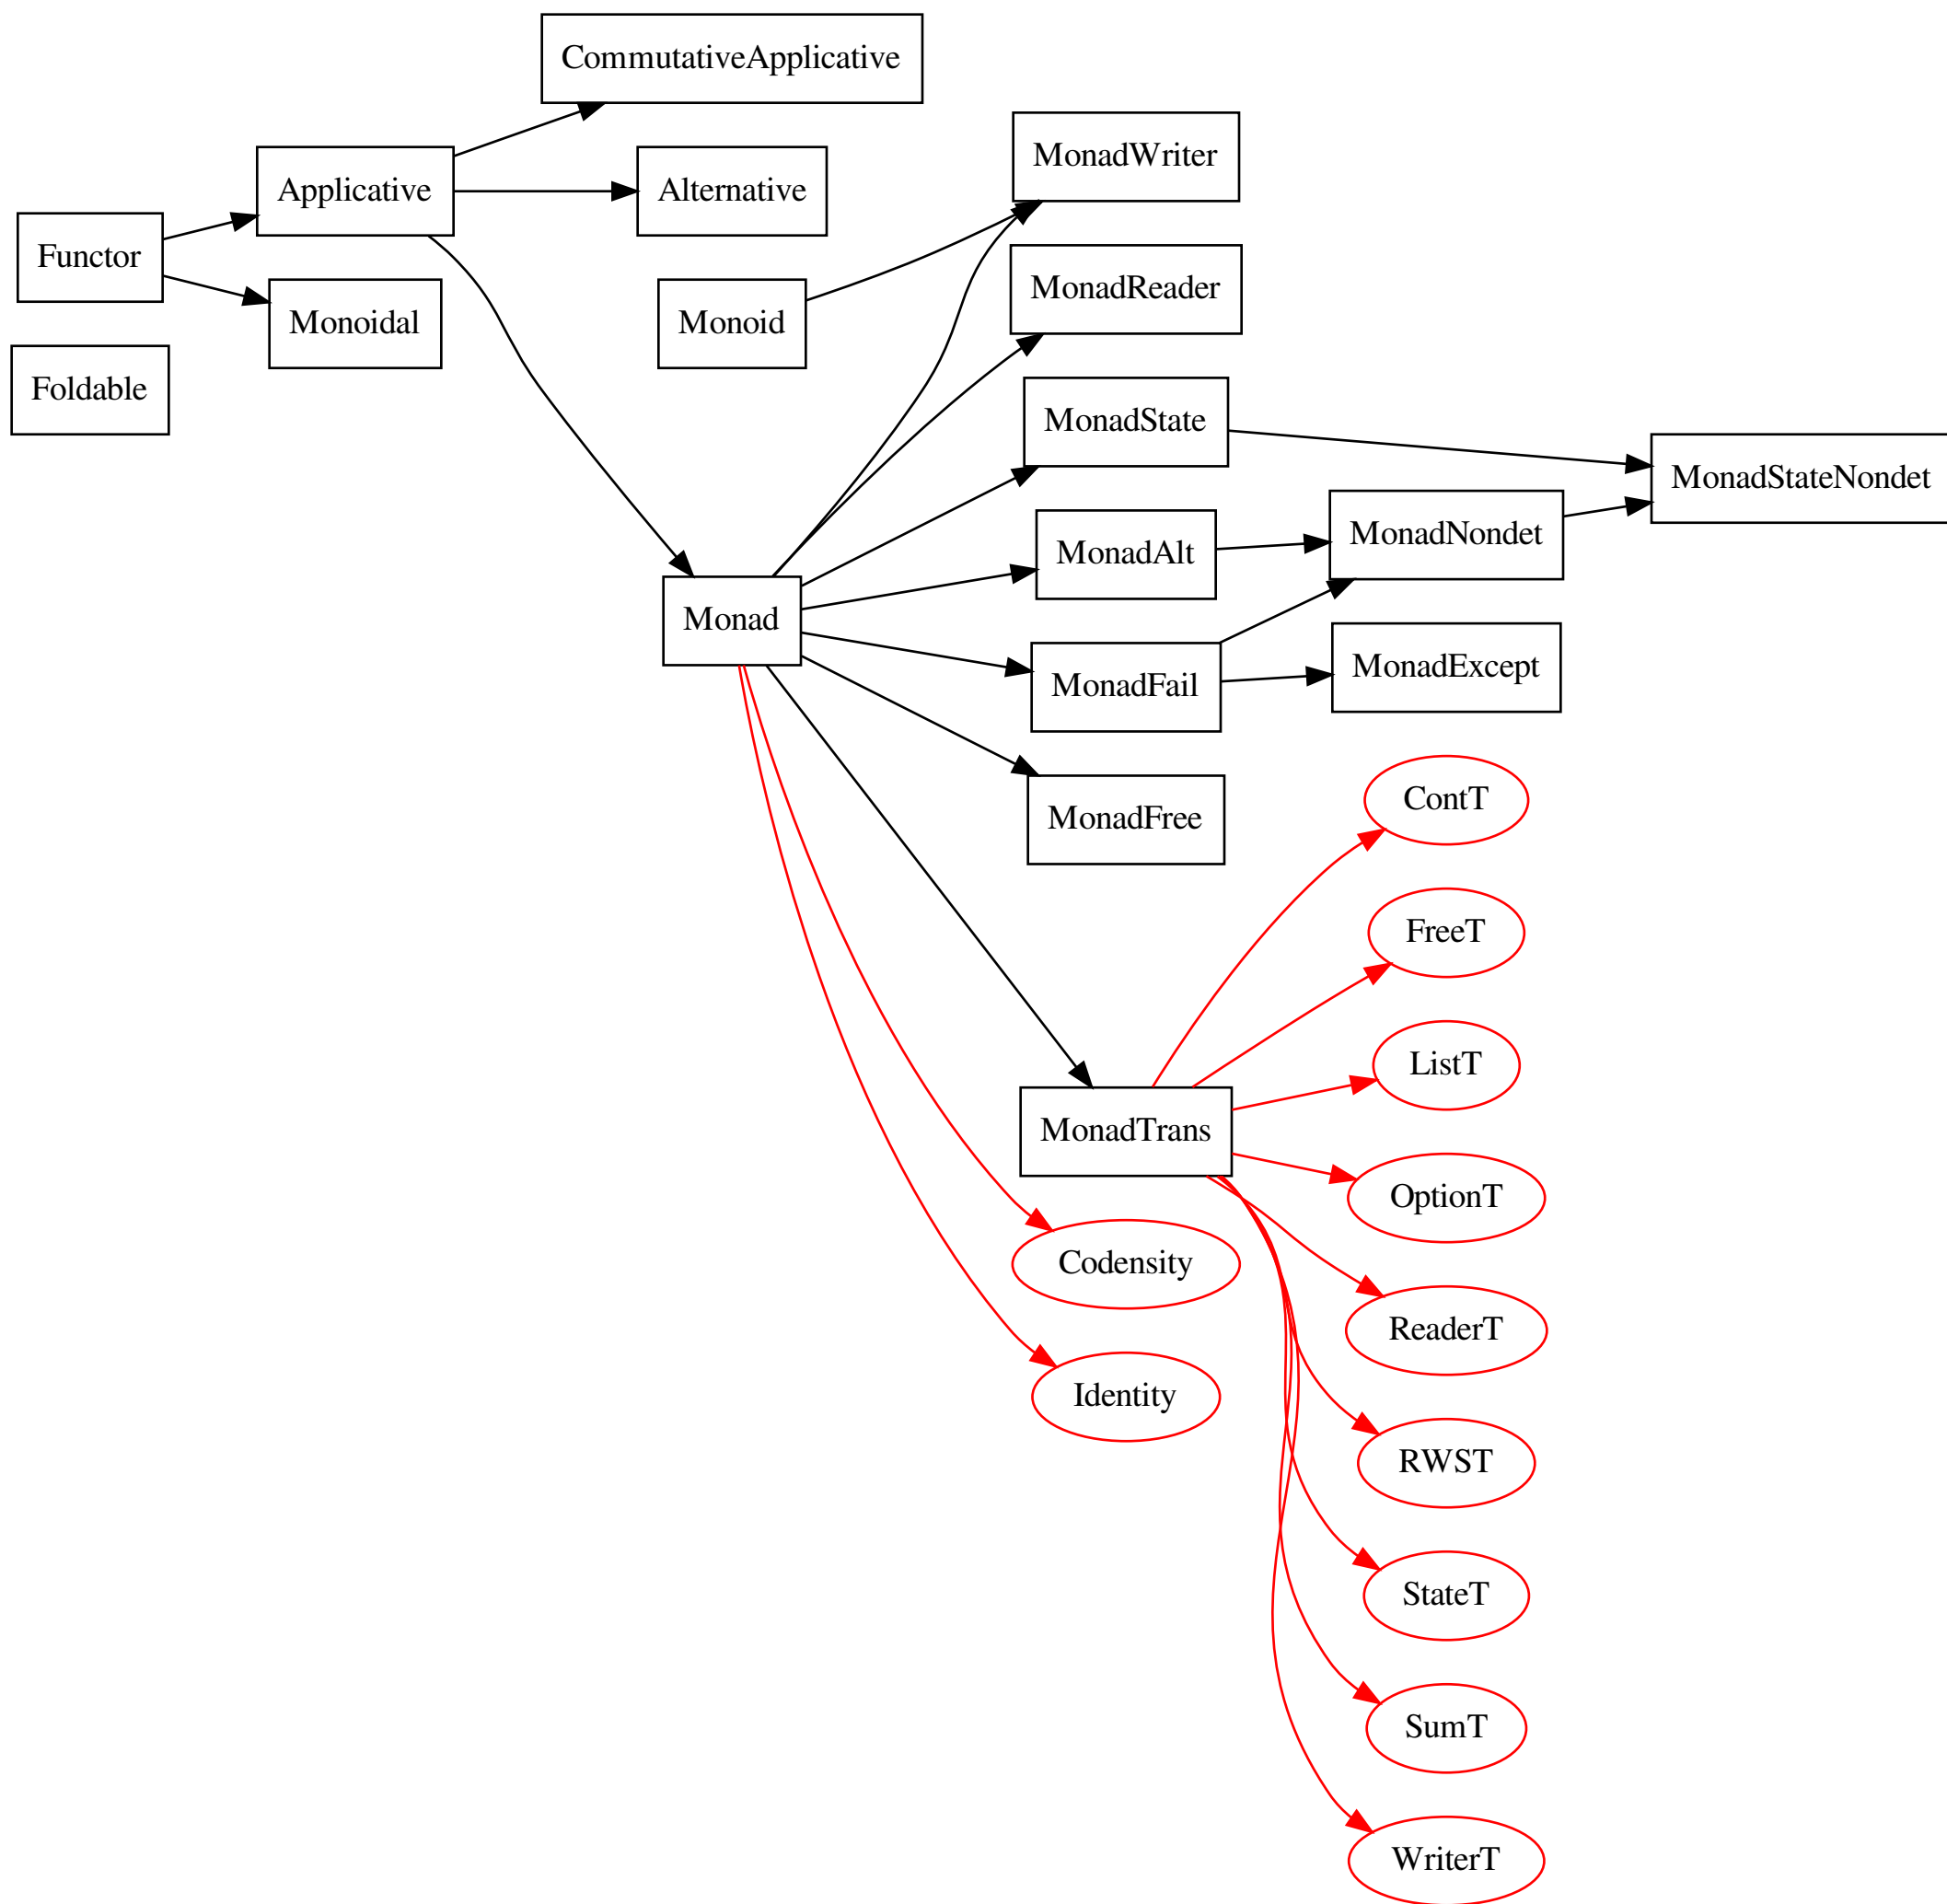 CommutativeApplicative
MonadWriter
Applicative
Alternative
Functor
MonadReader
Monoidal
Monoid
Foldable
MonadState
MonadStateNondet
MonadNondet
MonadAlt
Monad
MonadExcept
MonadFail
ContT
MonadFree
FreeT
ListT
MonadTrans
OptionT
Codensity
ReaderT
Identity
RWST
StateT
SumT
WriterT